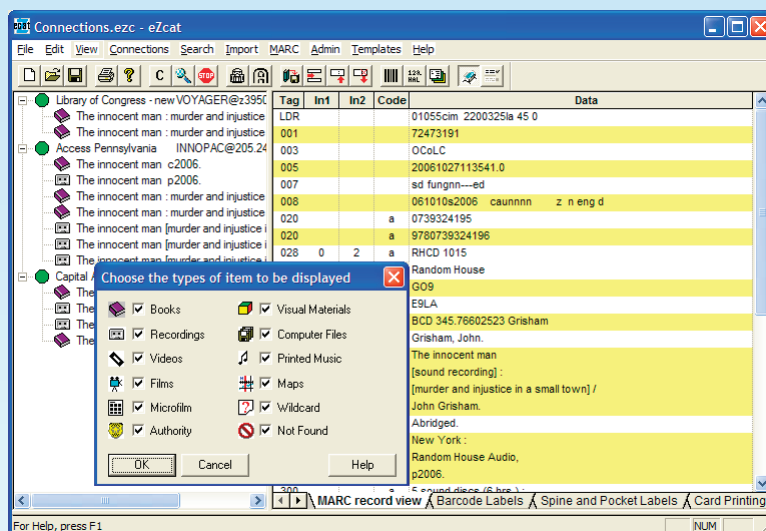 Connections.ezc - eZcat
File Edit View Connections Search Import MARC Admin Templates Help
Library of Congress - new VOYAGER@z3950
The innocent man : murder and injustice
The innocent man : murder and injustice
Access Pennsylvania INNOPAC@205.24
The innocent man c2006.
The innocent man p2006.
The innocent man : murder and injustice
The innocent man : murder and injustice
The innocent man [murder and injustice i
The innocent man [murder and injustice i
The innocent man [murder and injustice i
Capital A
The
The
The
The
Tag In1 In2 Code Data
LDR 01055cim 2200325Ia 45 0
001 72473191
003 OCoLC
005 20061027113541.0
007 sd fungnn---ed
008 061010s2006 caunnnn z n eng d
020 a 0739324195
020 a 9780739324196
028 0 2 a RHCD 1015
Random House
GO9
E9LA
BCD 345.76602523 Grisham
Grisham, John.
The innocent man
[sound recording] :
[murder and injustice in a small town] /
John Grisham.
Abridged.
New York :
Random House Audio,
p2006.
300 a 5 sound discs (6 hrs.) :
Choose the types of item to be displayed
Books Visual Materials
Recordings Computer Files
Videos Printed Music
Films Maps
Microfilm Wildcard
Authority Not Found
OK Cancel Help
MARC record view Barcode Labels Spine and Pocket Labels Card Printing
For Help, press F1 NUM